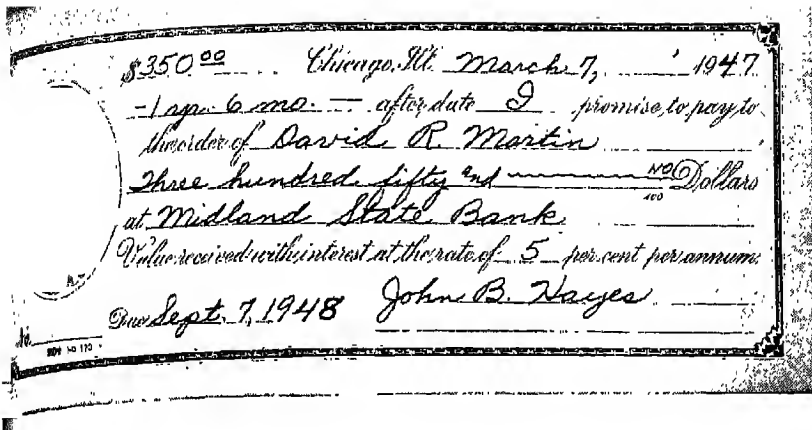 $350.00 Chicago, Ill. March 7, 1947
-1 yr. 6 mo. — after date I promise to pay to
the order of David R. Martin
Three hundred fifty and NO/100 Dollars
at Midland State Bank
Value received with interest at the rate of 5 per cent per annum.
Due Sept. 7, 1948 John B. Hayes